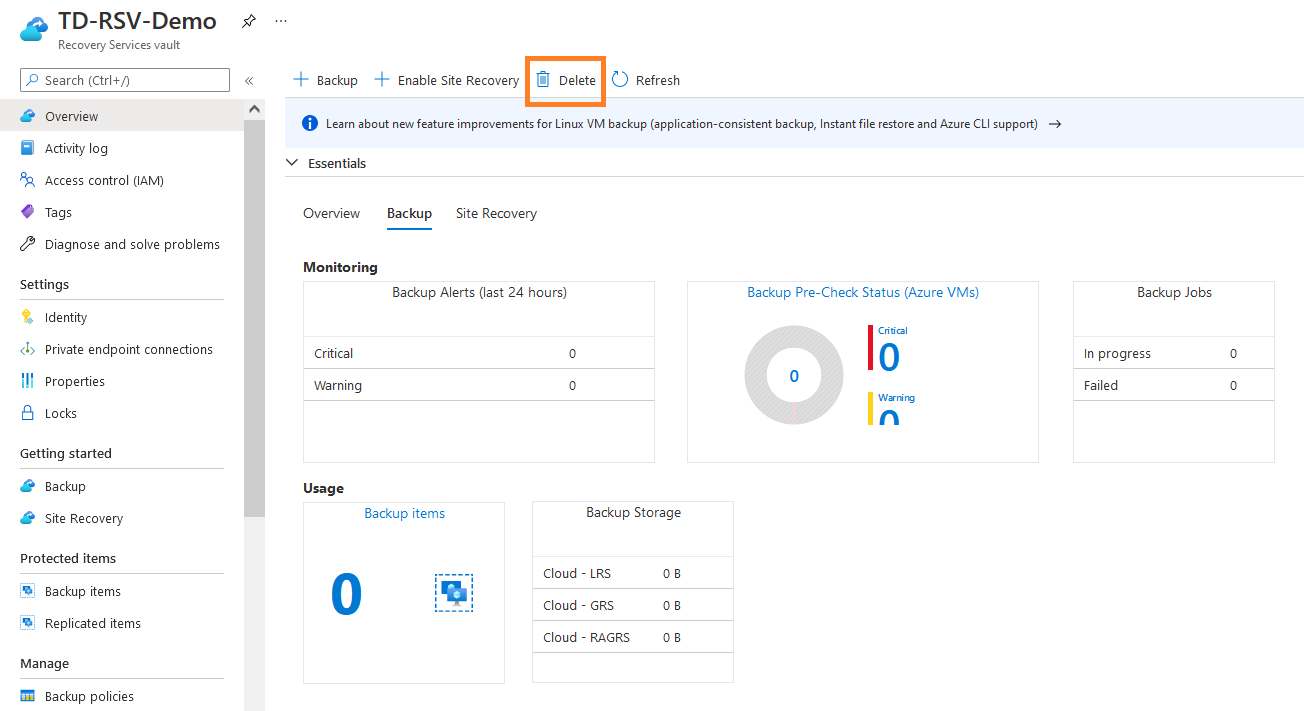 TD-RSV-Demo
Recovery Services vault
Search (Ctrl+/)
Overview
Activity log
Access control (IAM)
Tags
Diagnose and solve problems
Settings
Identity
Private endpoint connections
Properties
Locks
Getting started
Backup
Site Recovery
Protected items
Backup items
Replicated items
Manage
Backup policies
Backup Enable Site Recovery Delete Refresh
Learn about new feature improvements for Linux VM backup (application-consistent backup, Instant file restore and Azure CLI support) →
Essentials
Overview Backup Site Recovery
Monitoring
Backup Alerts (last 24 hours)
Critical 0
Warning 0
Backup Pre-Check Status (Azure VMs)
0
Critical
0
Warning
0
Backup Jobs
In progress 0
Failed 0
Usage
Backup items
0
Backup Storage
Cloud - LRS 0 B
Cloud - GRS 0 B
Cloud - RAGRS 0 B